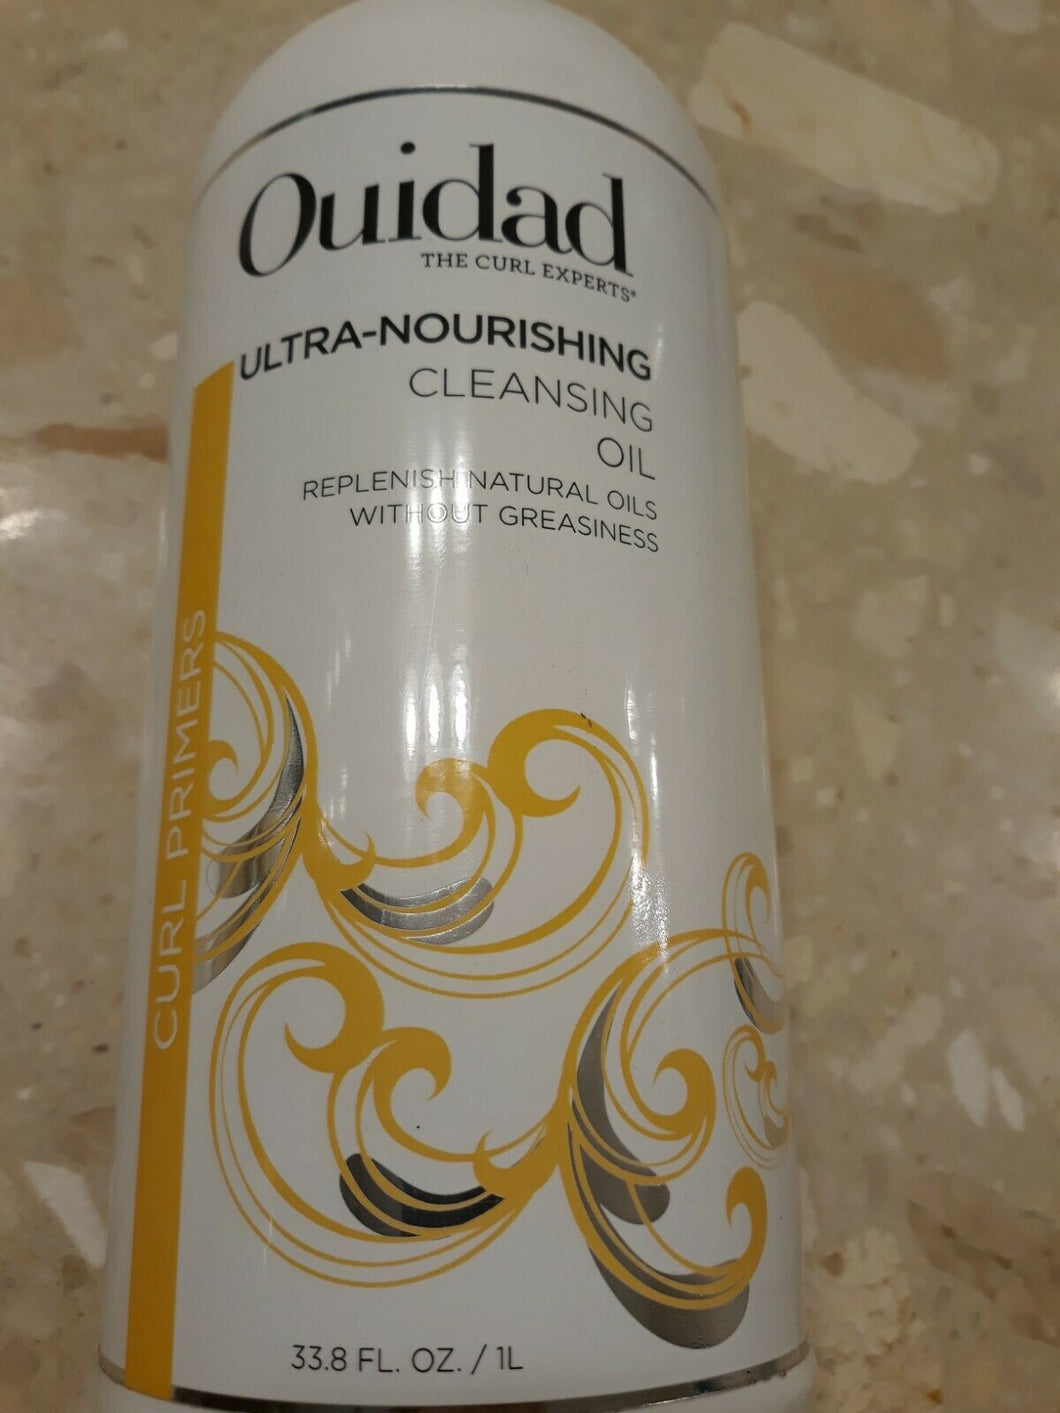 Ouidad
THE CURL EXPERTS®
ULTRA-NOURISHING
CLEANSING
OIL
REPLENISH NATURAL OILS
WITHOUT GREASINESS
CURL PRIMERS
33.8 FL. OZ. / 1L